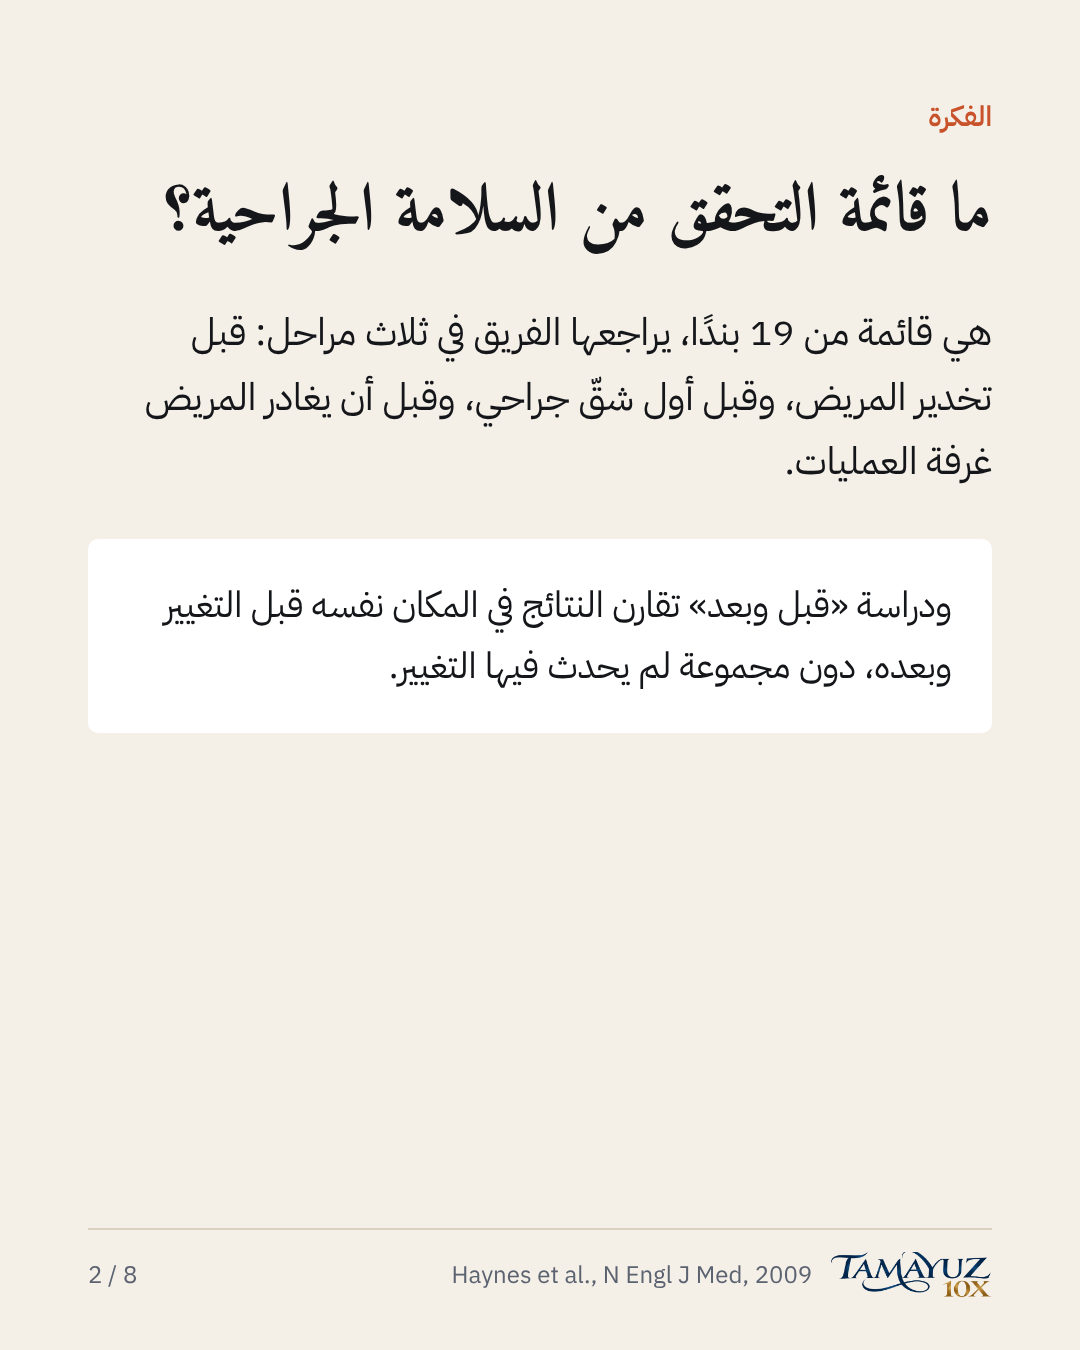 الفكرة
ما قائمة التحقق من السلامة الجراحية؟
هي قائمة من 19 بندًا، يراجعها الفريق في ثلاث مراحل: قبل
تخدير المريض، وقبل أول شقّ جراحي، وقبل أن يغادر المريض
غرفة العمليات.
ودراسة «قبل وبعد» تقارن النتائج في المكان نفسه قبل التغيير
وبعده، دون مجموعة لم يحدث فيها التغيير.
TAMAYUZ
10X
Haynes et al., N Engl J Med, 2009
2 / 8